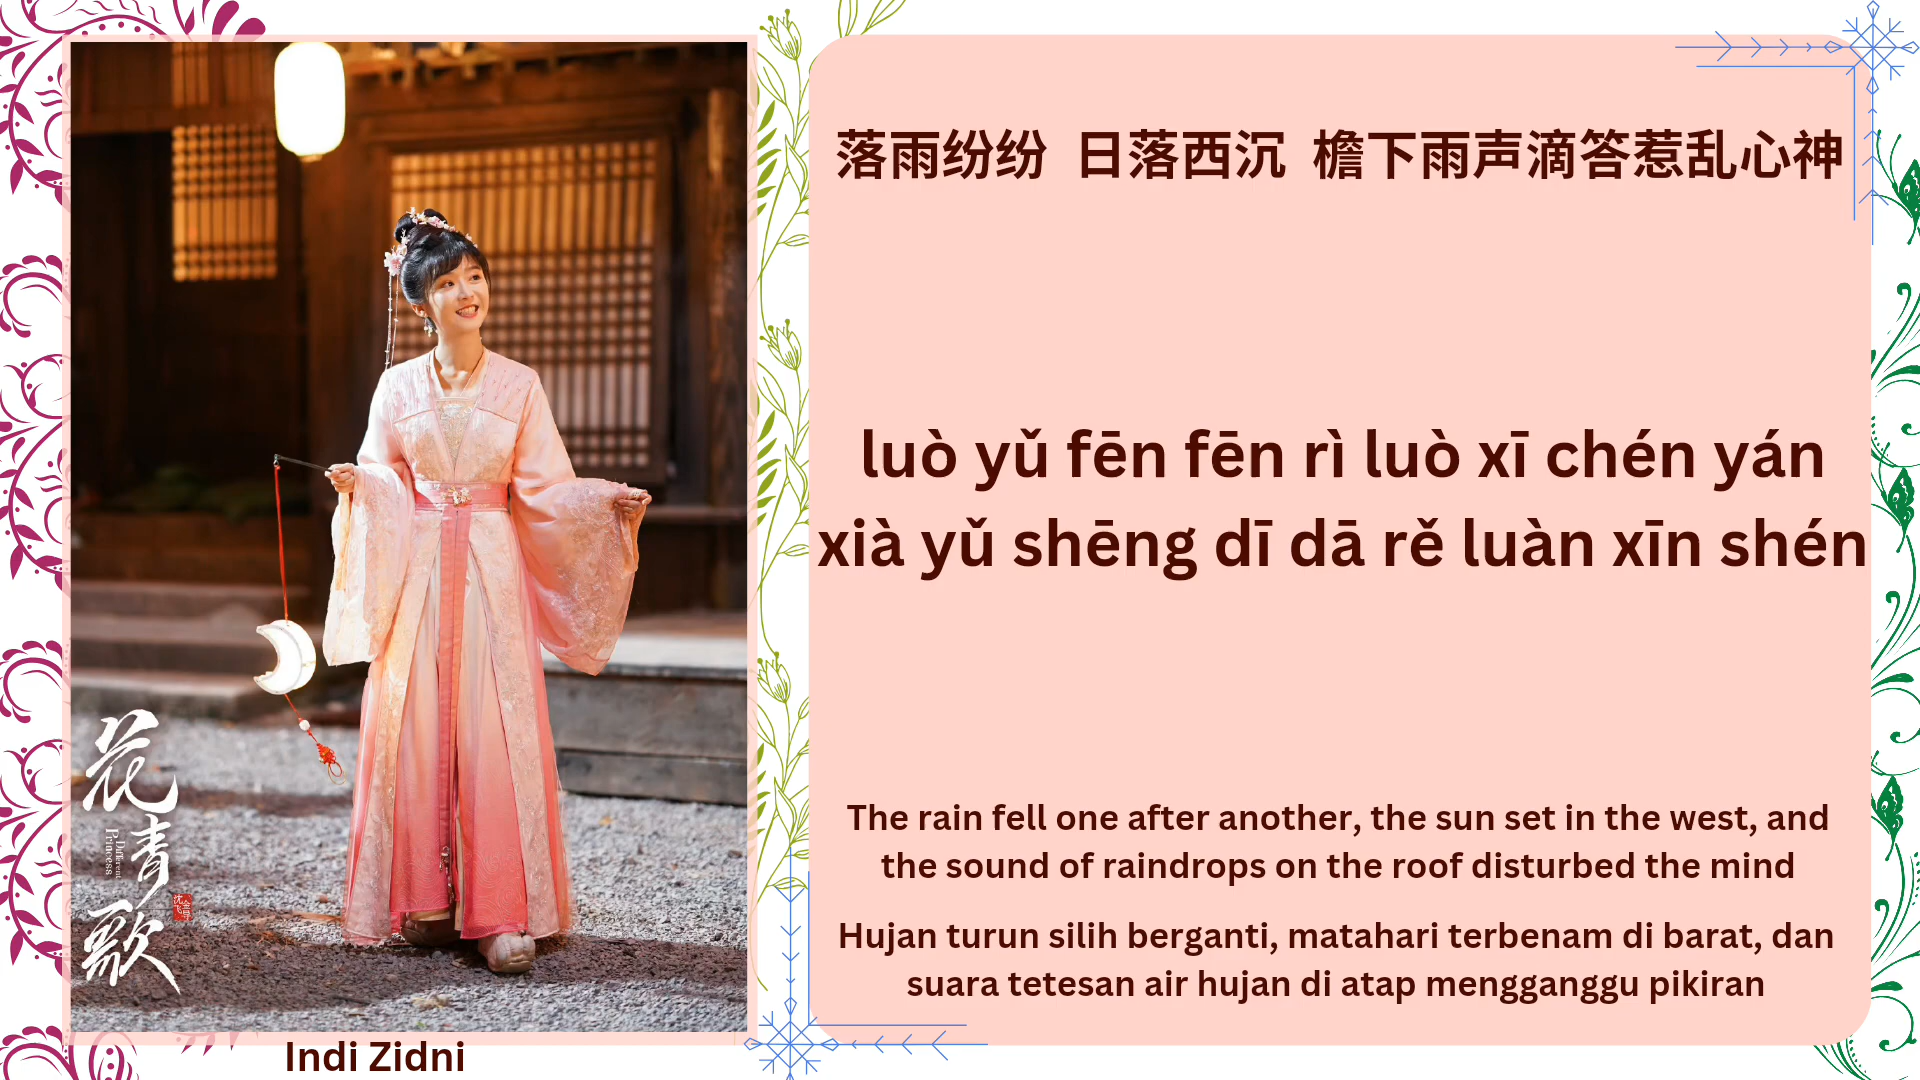 落雨纷纷 日落西沉 檐下雨声滴答惹乱心神
luò yǔ fēn fēn rì luò xī chén yán
xià yǔ shēng dī dā rě luàn xīn shén
The rain fell one after another, the sun set in the west, and
the sound of raindrops on the roof disturbed the mind
Hujan turun silih berganti, matahari terbenam di barat, dan
suara tetesan air hujan di atap mengganggu pikiran
花青歌
Different
Princess
Indi Zidni